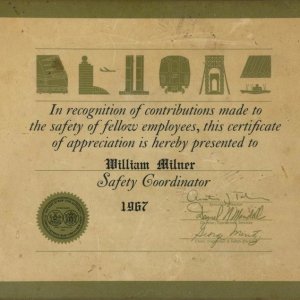 In recognition of contributions made to
the safety of fellow employees, this certificate
of appreciation is hereby presented to
William Milner
Safety Coordinator
1967